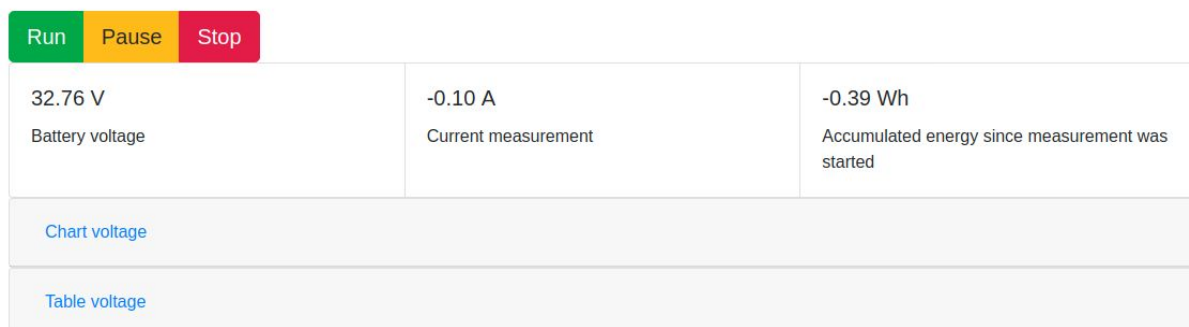 Run Pause Stop
32.76 V
Battery voltage
-0.10 A
Current measurement
-0.39 Wh
Accumulated energy since measurement was
started
Chart voltage
Table voltage